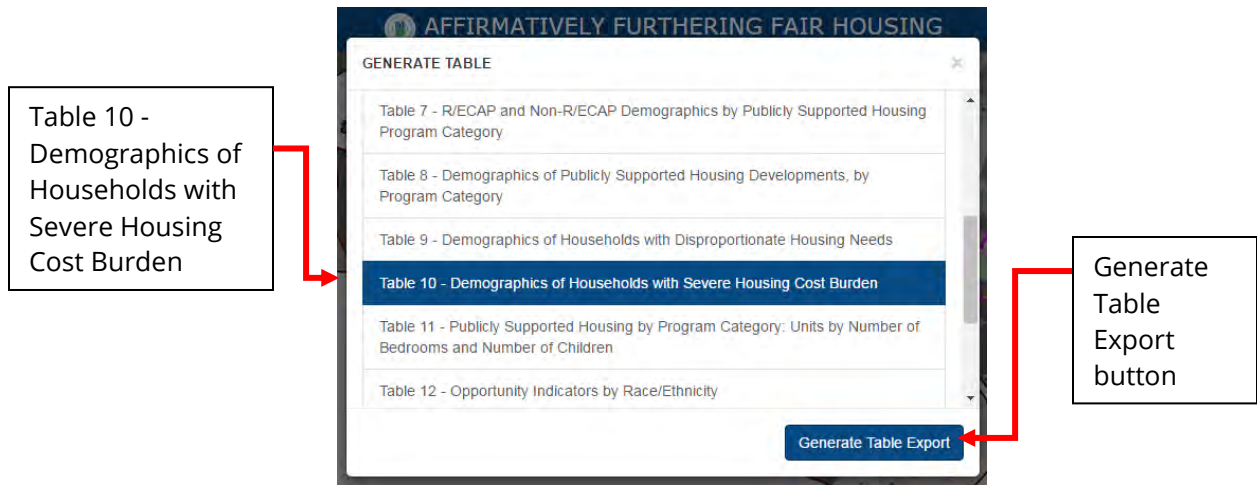 AFFIRMATIVELY FURTHERING FAIR HOUSING
GENERATE TABLE
×
Table 10 -
Demographics of
Households with
Severe Housing
Cost Burden
Table 7 - R/ECAP and Non-R/ECAP Demographics by Publicly Supported Housing
Program Category
Table 8 - Demographics of Publicly Supported Housing Developments, by
Program Category
Table 9 - Demographics of Households with Disproportionate Housing Needs
Table 10 - Demographics of Households with Severe Housing Cost Burden
Table 11 - Publicly Supported Housing by Program Category: Units by Number of
Bedrooms and Number of Children
Table 12 - Opportunity Indicators by Race/Ethnicity
Generate Table Export
Generate
Table
Export
button